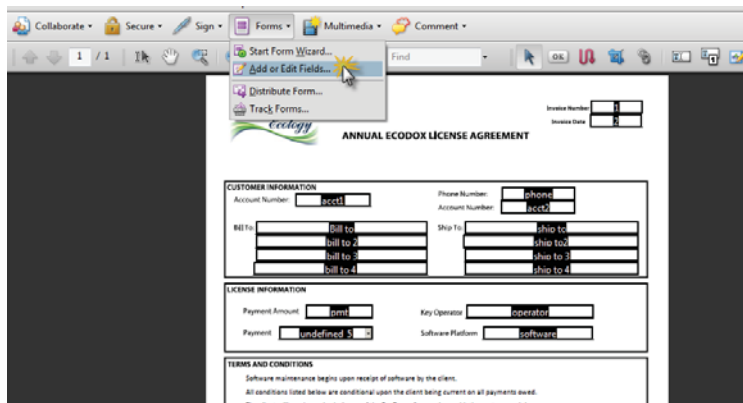 Collaborate Secure Sign Forms Multimedia Comment
1 / 1 Find
Start Form Wizard...
Add or Edit Fields...
Distribute Form...
Track Forms...
Ecology
ANNUAL ECODOX LICENSE AGREEMENT
Invoice Number 1
Invoice Date 2
CUSTOMER INFORMATION
Account Number: acct1 Phone Number: phone
Account Number: acct2
Bill To: Bill to Ship To: ship to
bill to 2 ship to2
bill to 3 ship to 3
bill to 4 ship to 4
LICENSE INFORMATION
Payment Amount pmt Key Operator operator
Payment undefined_5 Software Platform software
TERMS AND CONDITIONS
Software maintenance begins upon receipt of software by the client.
All conditions listed below are conditional upon the client being current on all payments owed.